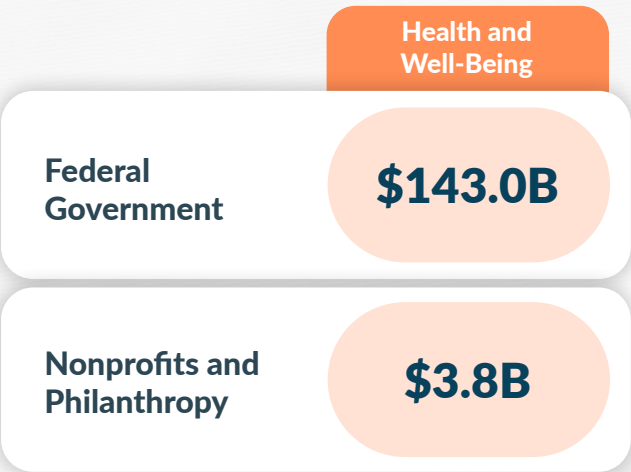 Health and
Well-Being
Federal
Government
$143.0B
Nonprofits and
Philanthropy
$3.8B